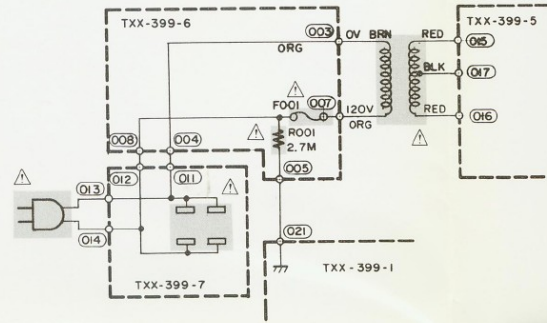 TXX-399-6
TXX-399-5
003
0V
BRN
RED
015
ORG
BLK
017
F001
007
120V
RED
016
ORG
008
004
R001
2.7M
005
012
011
013
014
021
TXX-399-7
TXX-399-1